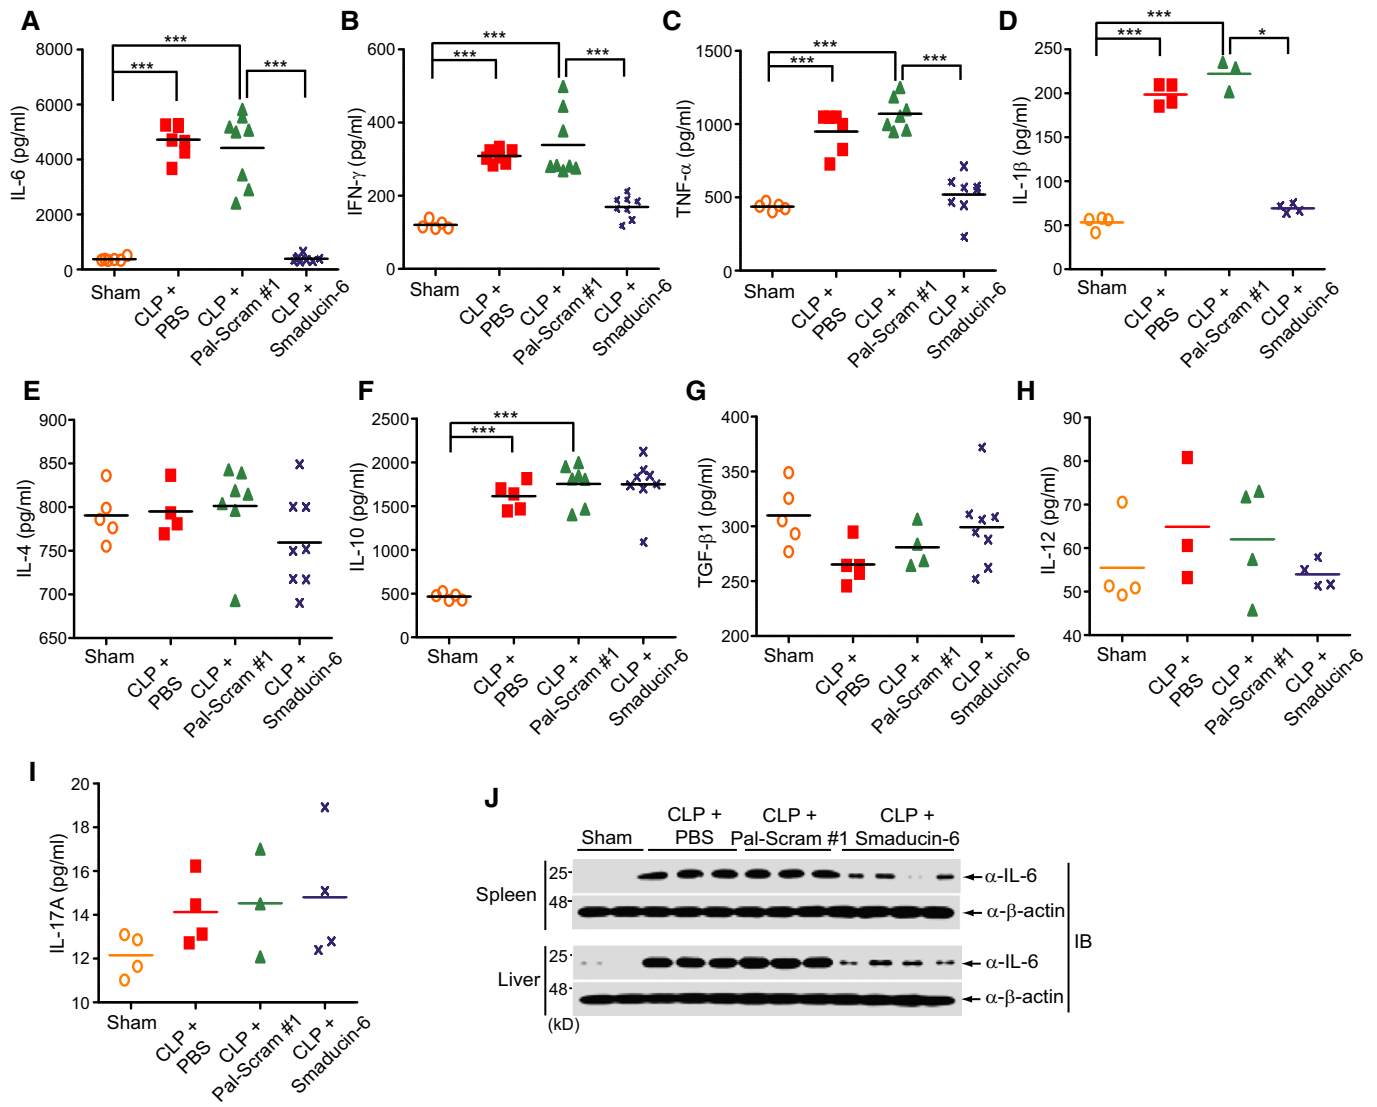 A
IL-6 (pg/ml)
8000
6000
4000
2000
0
***
***
***
Sham
CLP +
PBS
CLP +
Pal-Scram #1
CLP +
Smaducin-6
B
IFN-γ (pg/ml)
600
400
200
0
***
***
***
Sham
CLP +
PBS
CLP +
Pal-Scram #1
CLP +
Smaducin-6
C
TNF-α (pg/ml)
1500
1000
500
0
***
***
***
Sham
CLP +
PBS
CLP +
Pal-Scram #1
CLP +
Smaducin-6
D
IL-1β (pg/ml)
250
200
150
100
50
0
***
***
*
Sham
CLP +
PBS
CLP +
Pal-Scram #1
CLP +
Smaducin-6
E
IL-4 (pg/ml)
900
850
800
750
700
650
Sham
CLP +
PBS
CLP +
Pal-Scram #1
CLP +
Smaducin-6
F
IL-10 (pg/ml)
2500
2000
1500
1000
500
0
***
***
Sham
CLP +
PBS
CLP +
Pal-Scram #1
CLP +
Smaducin-6
G
TGF-β1 (pg/ml)
400
350
300
250
200
Sham
CLP +
PBS
CLP +
Pal-Scram #1
CLP +
Smaducin-6
H
IL-12 (pg/ml)
90
80
70
60
50
40
Sham
CLP +
PBS
CLP +
Pal-Scram #1
CLP +
Smaducin-6
I
IL-17A (pg/ml)
20
18
16
14
12
10
Sham
CLP +
PBS
CLP +
Pal-Scram #1
CLP +
Smaducin-6
J
Sham
CLP +
PBS
CLP +
Pal-Scram #1
CLP +
Smaducin-6
Spleen
25-
α-IL-6
48-
α-β-actin
IB
Liver
25-
α-IL-6
48-
α-β-actin
(kD)